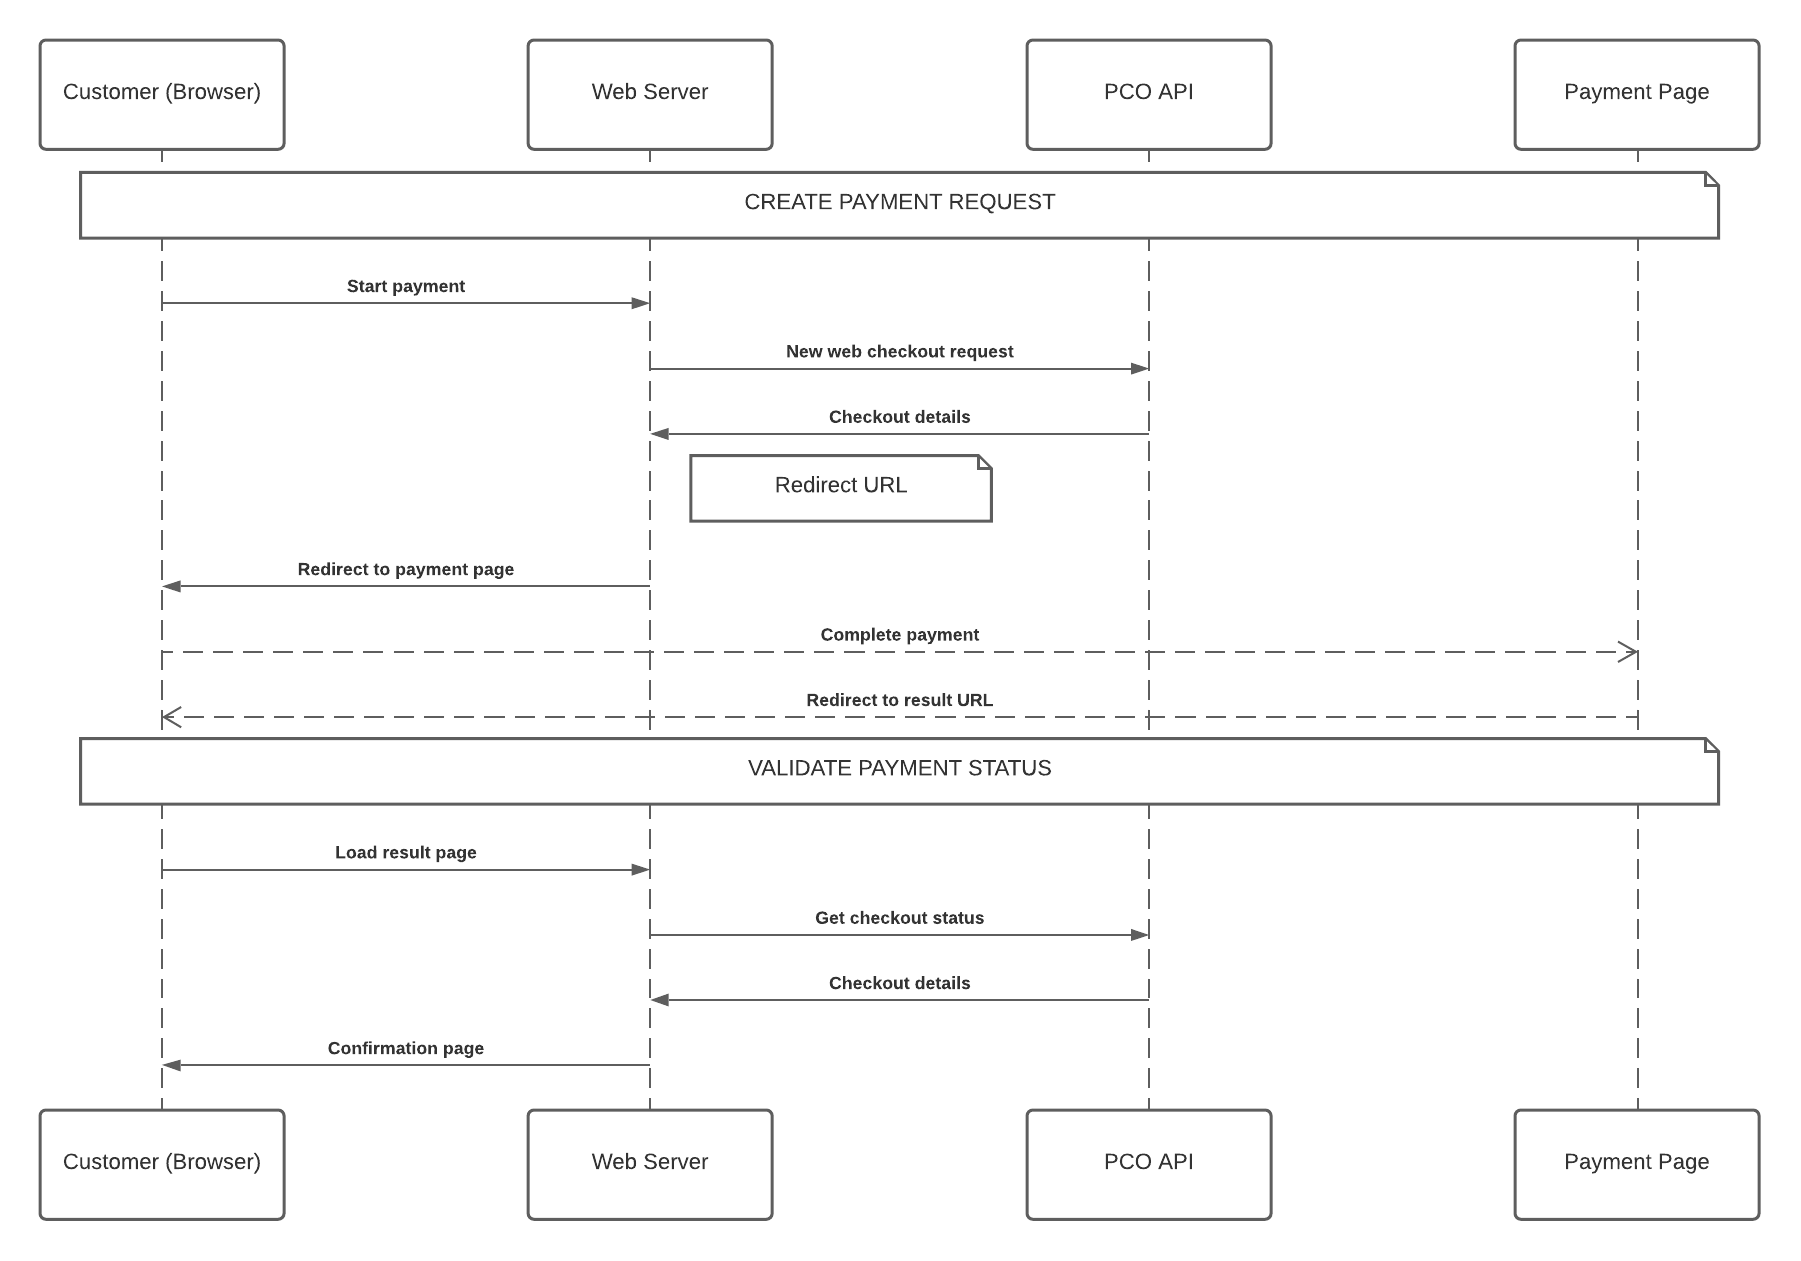 Customer (Browser)
Web Server
PCO API
Payment Page
CREATE PAYMENT REQUEST
Start payment
New web checkout request
Checkout details
Redirect URL
Redirect to payment page
Complete payment
Redirect to result URL
VALIDATE PAYMENT STATUS
Load result page
Get checkout status
Checkout details
Confirmation page
Customer (Browser)
Web Server
PCO API
Payment Page